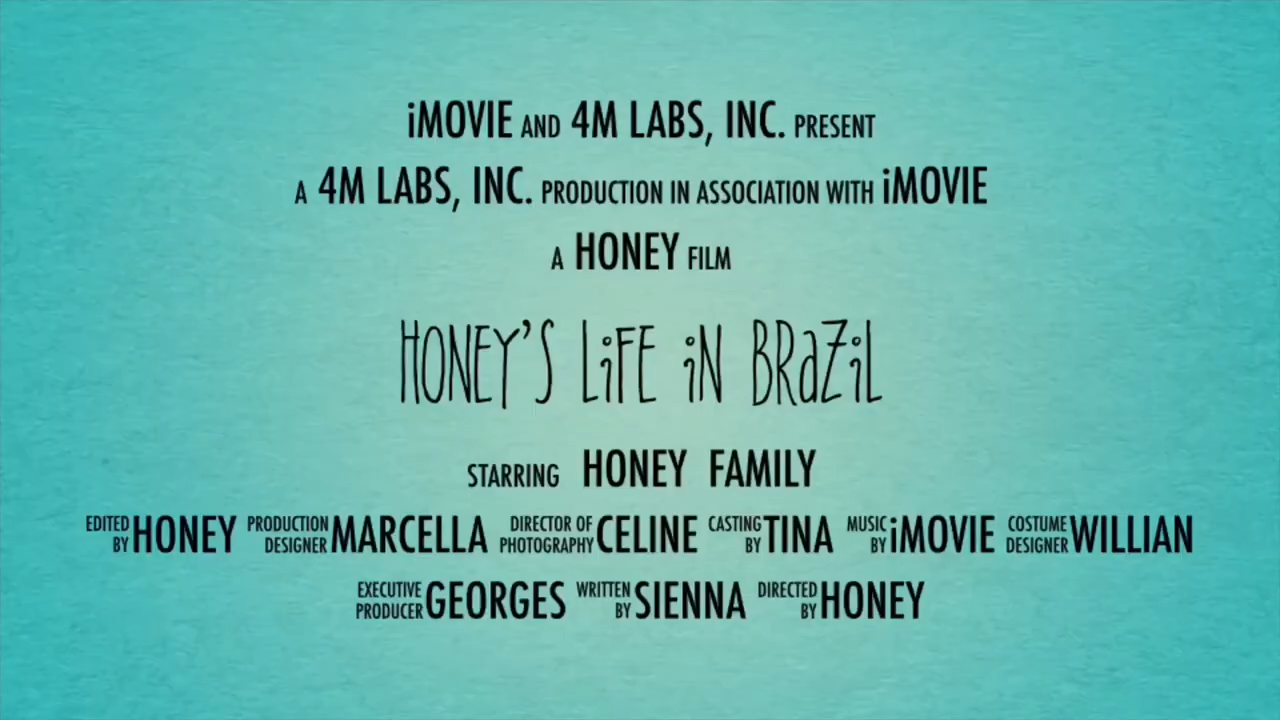 iMOVIE AND 4M LABS, INC. PRESENT
A 4M LABS, INC. PRODUCTION IN ASSOCIATION WITH iMOVIE
A HONEY FILM
HONEY'S LiFE iN BRaZiL
STARRING HONEY FAMILY
EDITED BY HONEY PRODUCTION DESIGNER MARCELLA DIRECTOR OF PHOTOGRAPHY CELINE CASTING BY TINA MUSIC BY iMOVIE COSTUME DESIGNER WILLIAN
EXECUTIVE PRODUCER GEORGES WRITTEN BY SIENNA DIRECTED BY HONEY